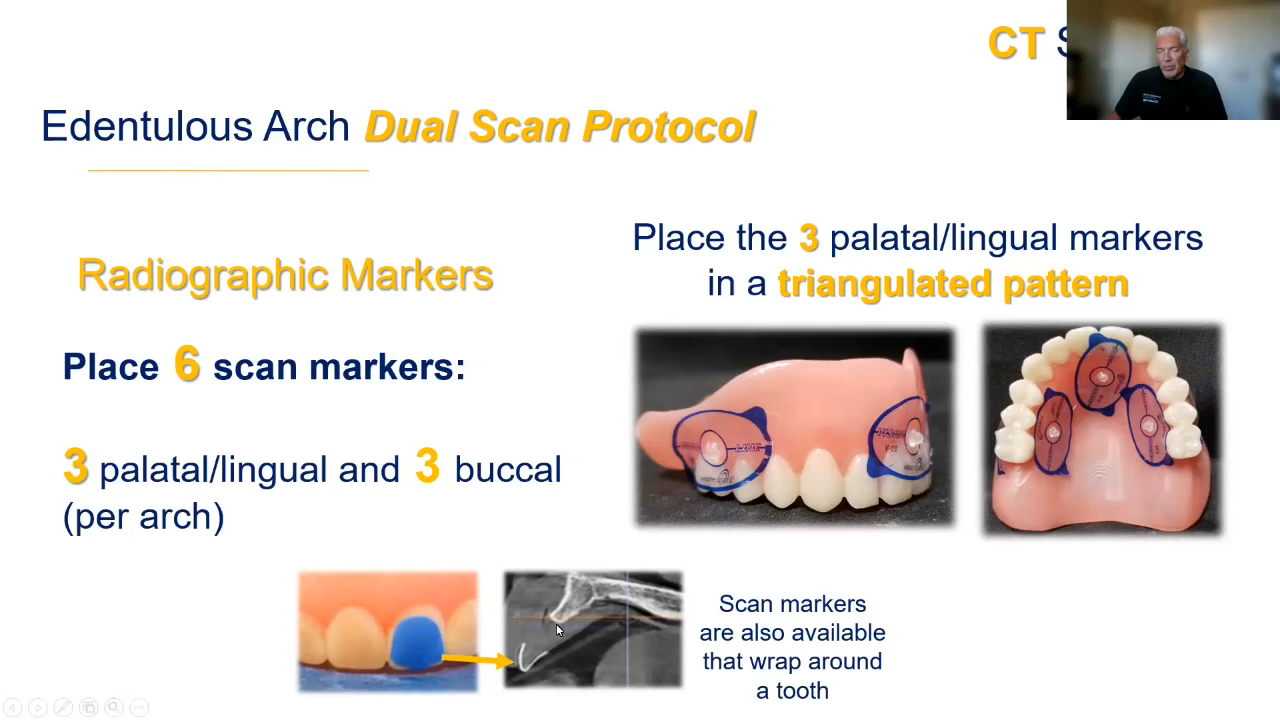 CT
Edentulous Arch Dual Scan Protocol
Radiographic Markers
Place 6 scan markers:
3 palatal/lingual and 3 buccal
(per arch)
Place the 3 palatal/lingual markers
in a triangulated pattern
Scan markers
are also available
that wrap around
a tooth